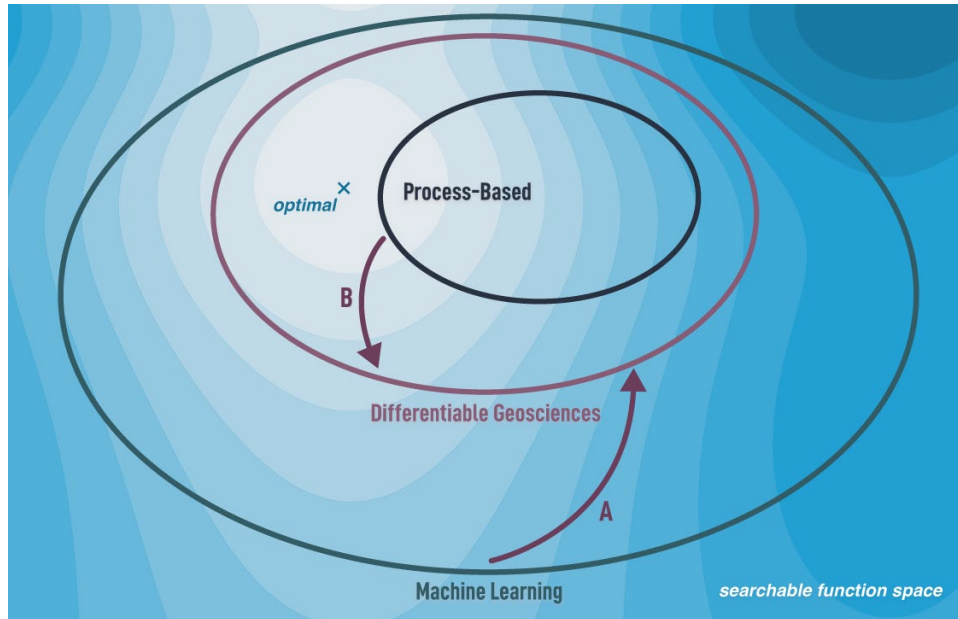 optimal
Process-Based
B
Differentiable Geosciences
A
Machine Learning
searchable function space